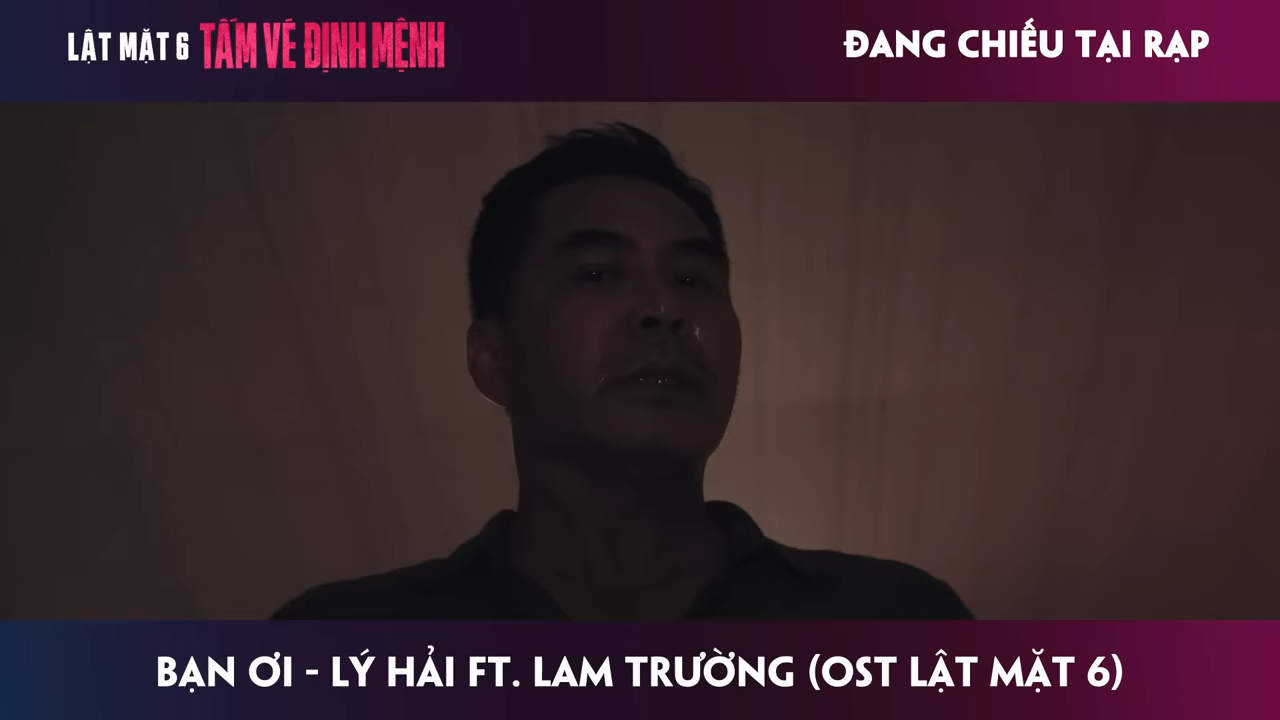 LẬT MẶT 6 TẤM VÉ ĐỊNH MỆNH
ĐANG CHIẾU TẠI RẠP
BẠN ƠI - LÝ HẢI FT. LAM TRƯỜNG (OST LẬT MẶT 6)